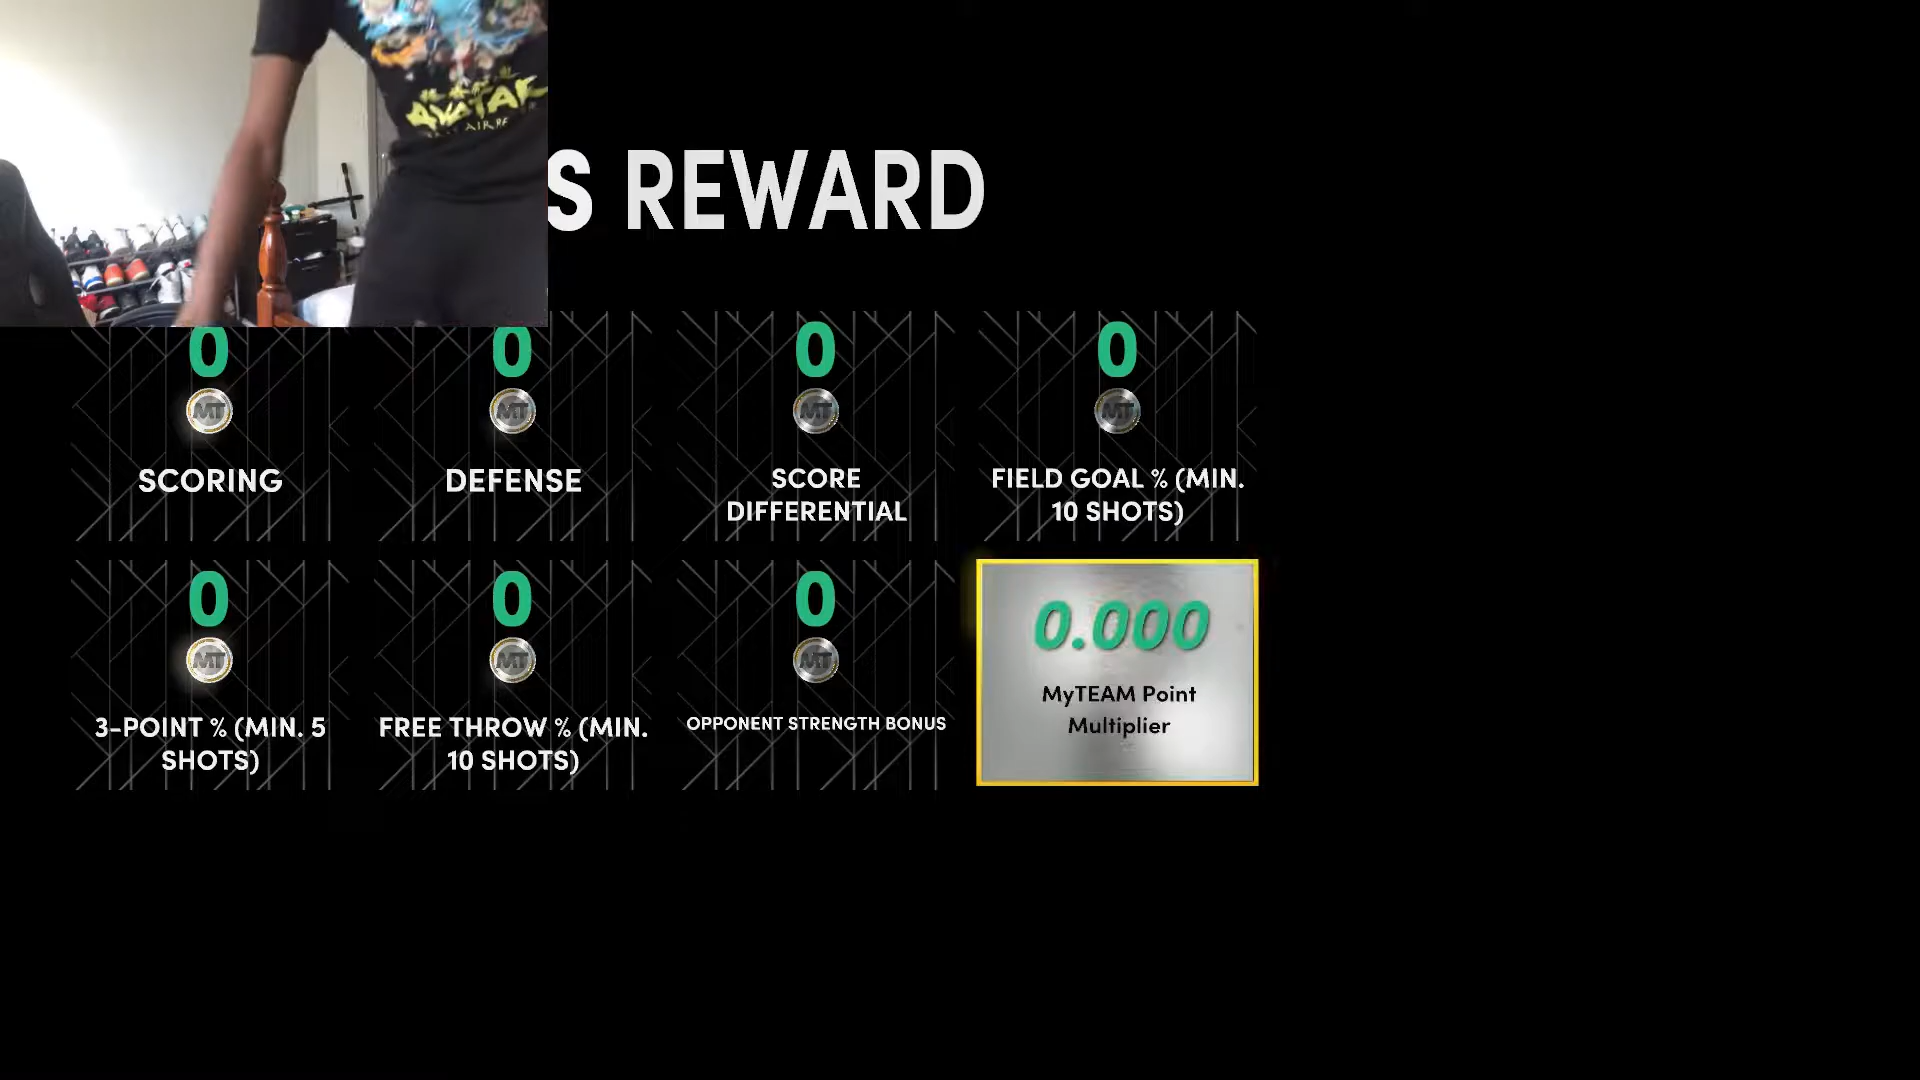 AVATAR
S REWARD
0
0
0
0
MT
MT
MT
MT
SCORING
DEFENSE
SCORE
DIFFERENTIAL
FIELD GOAL % (MIN.
10 SHOTS)
0
0
0
0.000
MT
MT
MT
MyTEAM Point
Multiplier
3-POINT % (MIN. 5
SHOTS)
FREE THROW % (MIN.
10 SHOTS)
OPPONENT STRENGTH BONUS